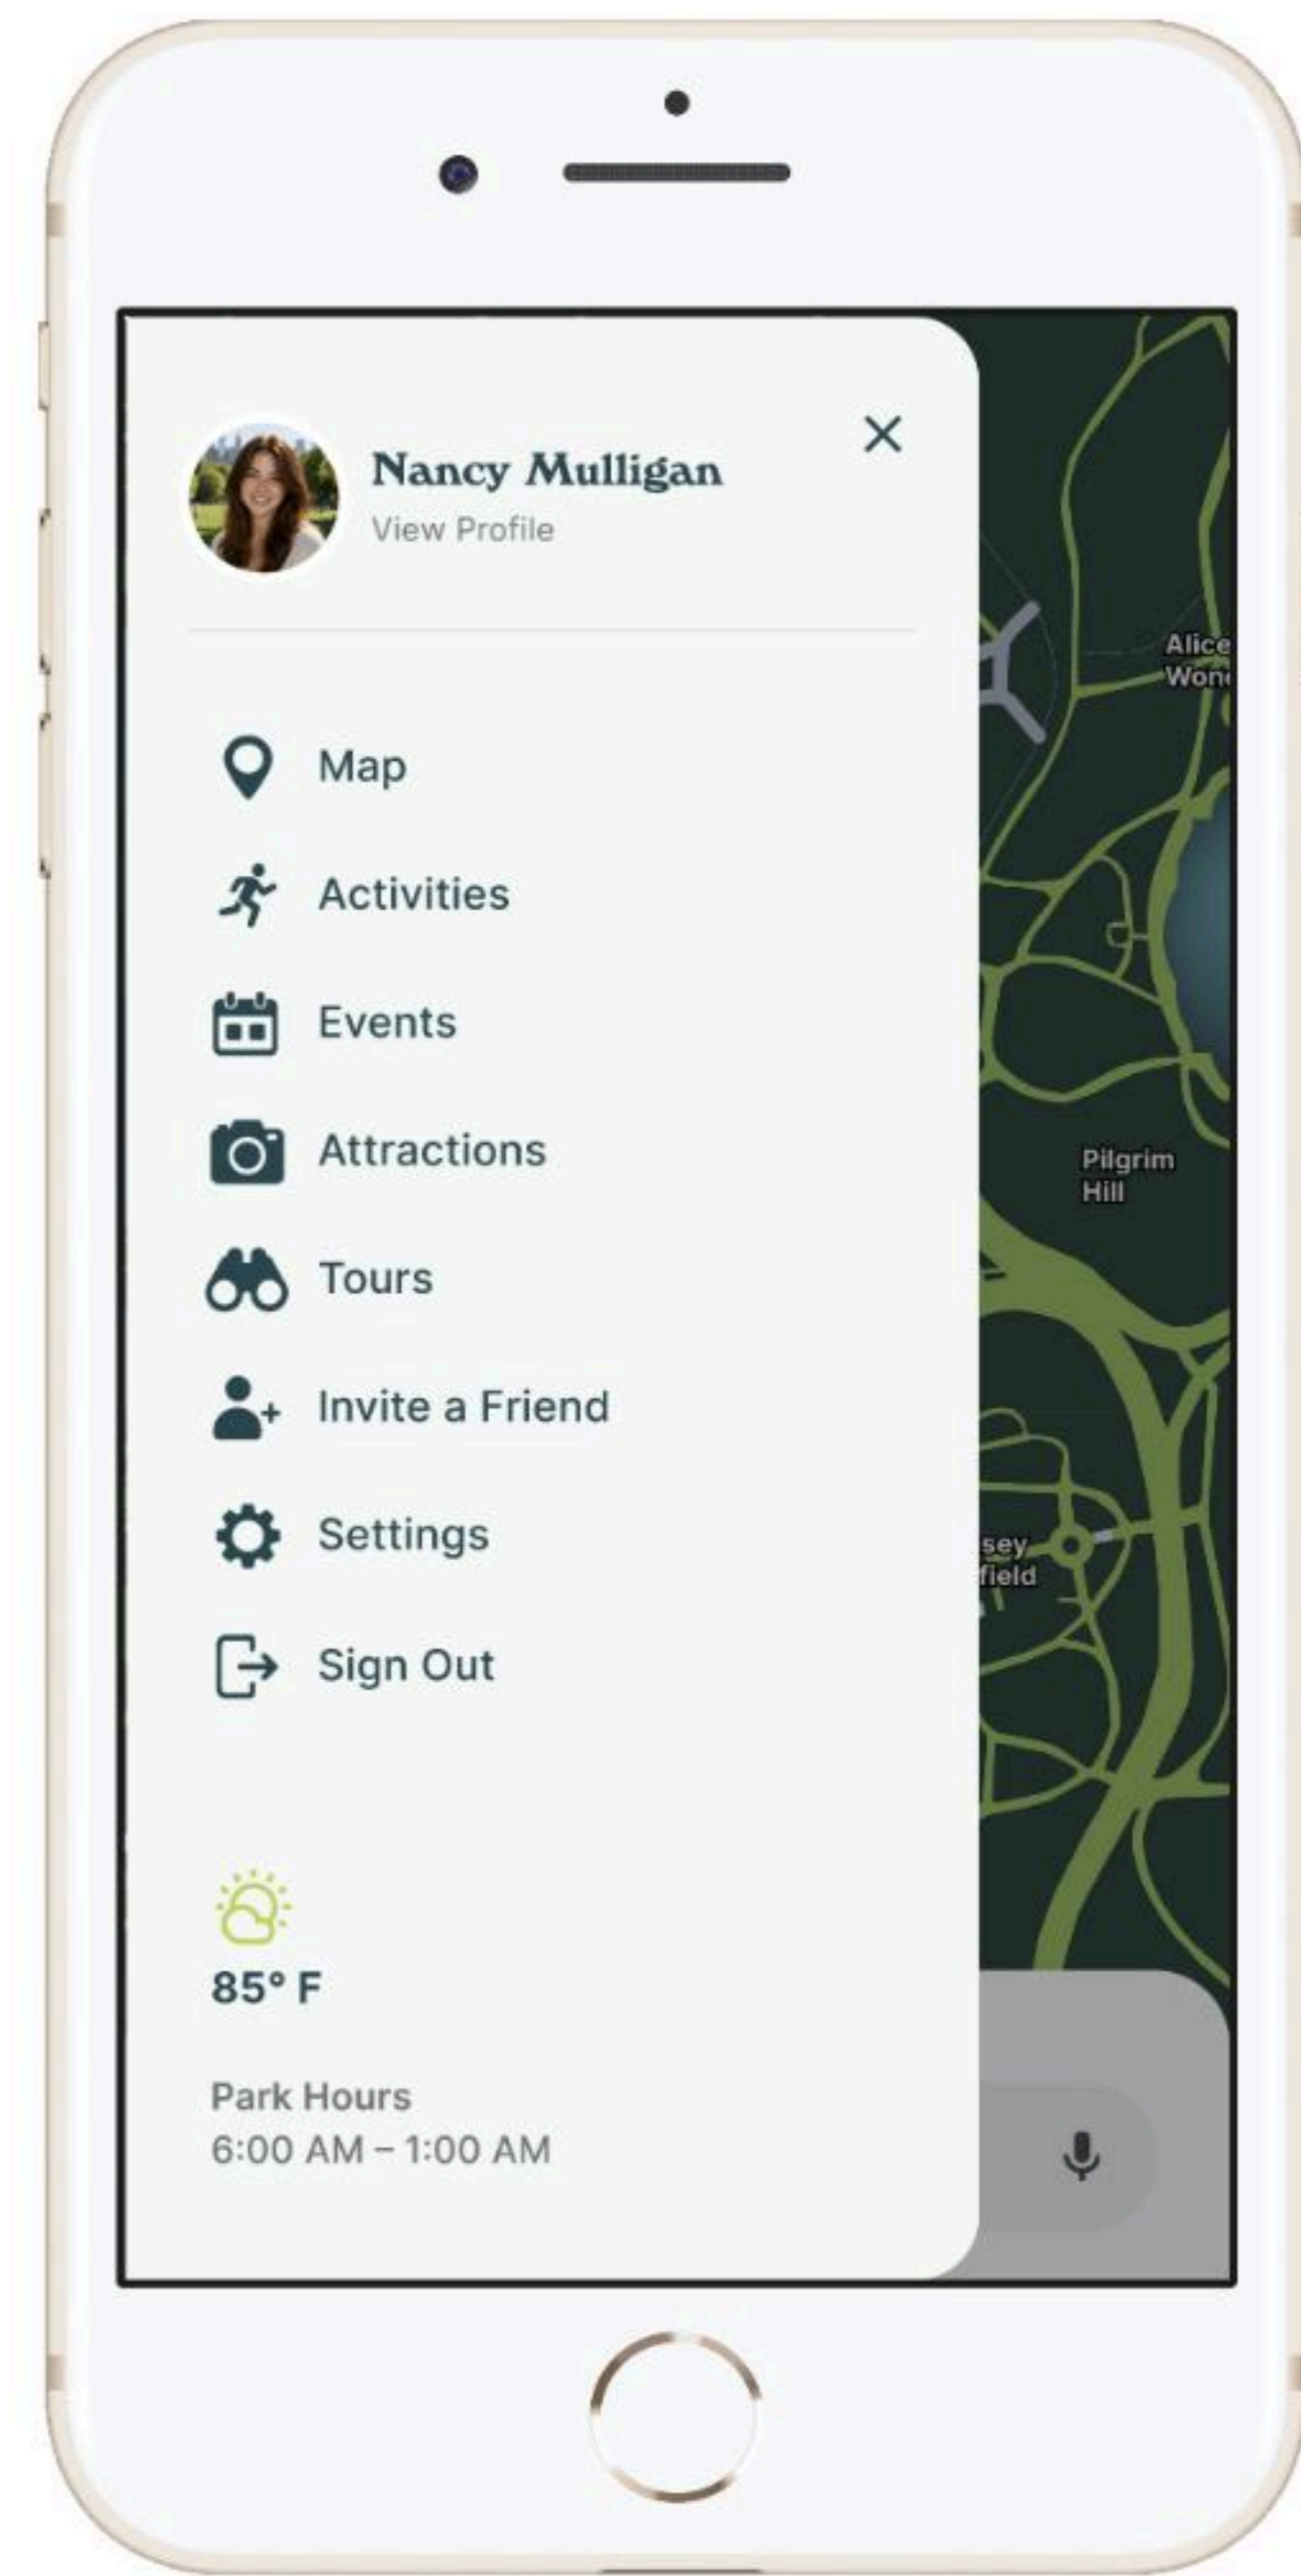 Nancy Mulligan
View Profile
Map
Activities
Events
Attractions
Tours
Invite a Friend
Settings
Sign Out
85° F
Park Hours
6:00 AM – 1:00 AM
Alice
Pilgrim
Hill